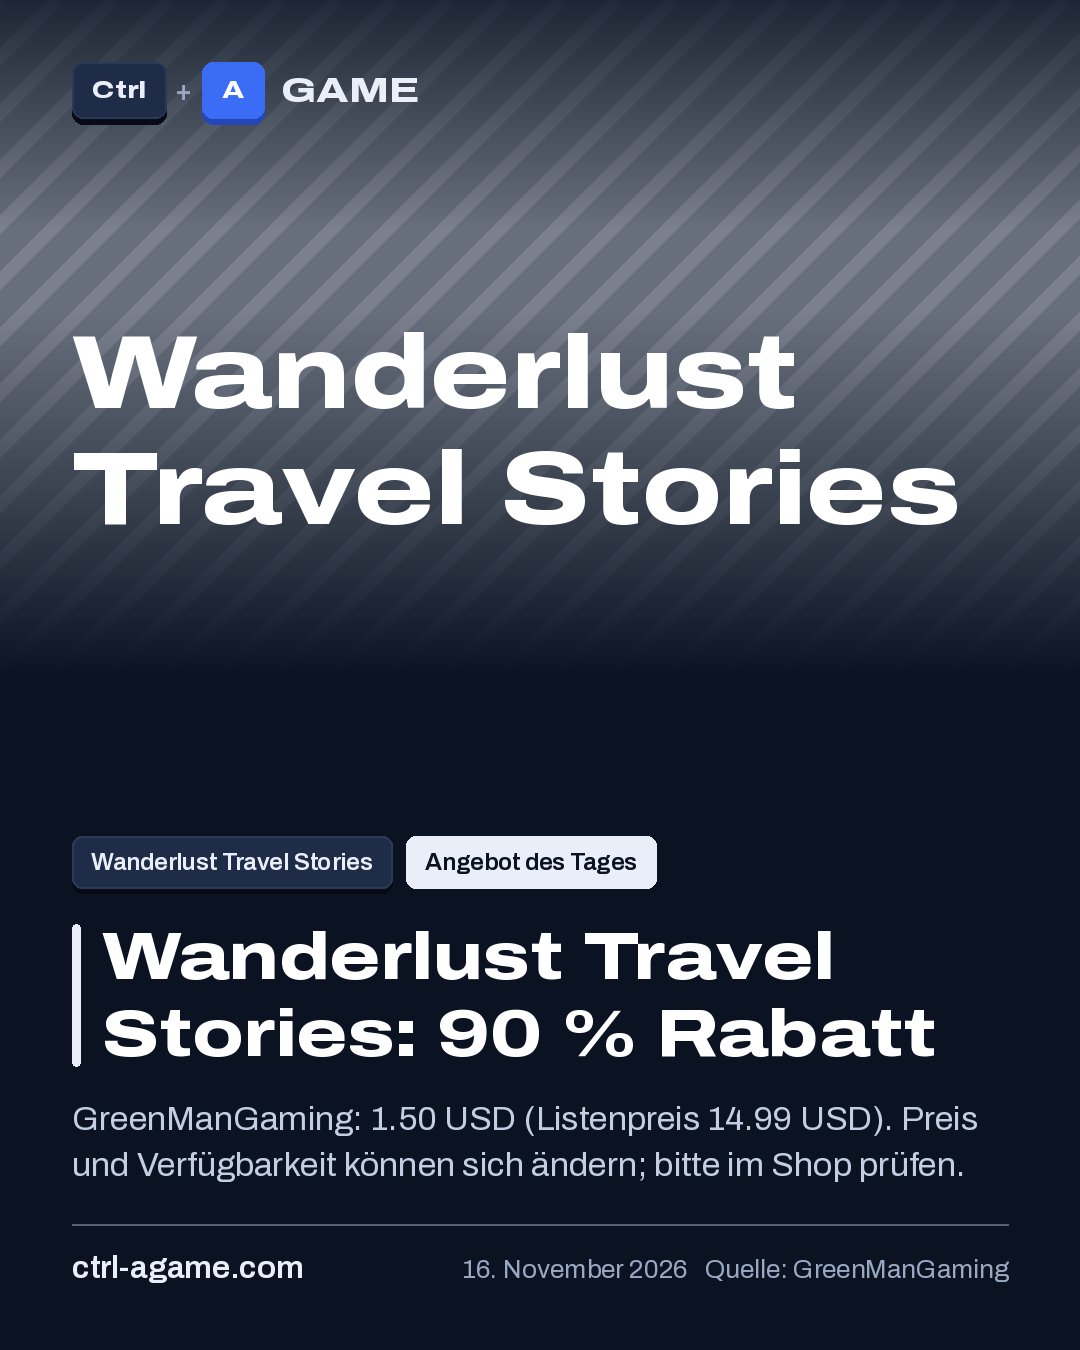 Ctrl + A GAME
Wanderlust
Travel Stories
Wanderlust Travel Stories Angebot des Tages
Wanderlust Travel
Stories: 90 % Rabatt
GreenManGaming: 1.50 USD (Listenpreis 14.99 USD). Preis
und Verfügbarkeit können sich ändern; bitte im Shop prüfen.
ctrl-agame.com 16. November 2026 Quelle: GreenManGaming